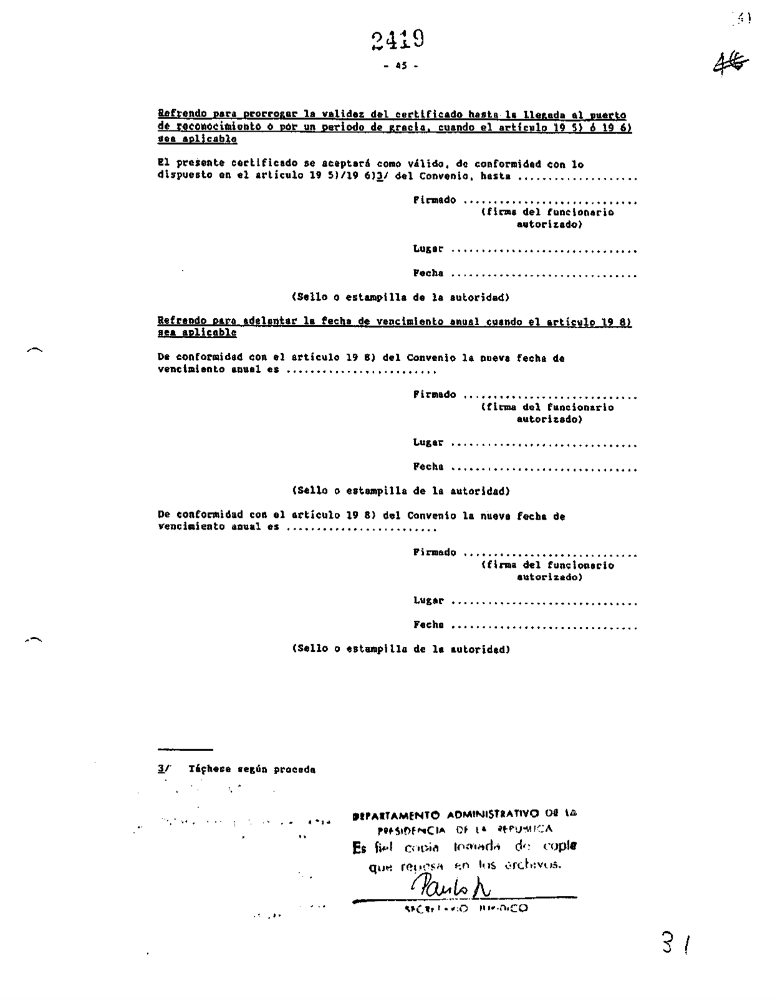 2419
- 45 -
Refrendo para prorrogar la validez del certificado hasta la llegada al puerto
de reconocimiento o por un periodo de gracia, cuando el artículo 19 5) ó 19 6)
sea aplicable
El presente certificado se aceptará como válido, de conformidad con lo
dispuesto en el artículo 19 5)/19 6)3/ del Convenio, hasta ....................
Firmado .............................
(firma del funcionario
autorizado)
Lugar ...............................
Fecha ...............................
(Sello o estampilla de la autoridad)
Refrendo para adelantar la fecha de vencimiento anual cuando el artículo 19 8)
sea aplicable
De conformidad con el artículo 19 8) del Convenio la nueva fecha de
vencimiento anual es .........................
Firmado .............................
(firma del funcionario
autorizado)
Lugar ...............................
Fecha ...............................
(Sello o estampilla de la autoridad)
De conformidad con el artículo 19 8) del Convenio la nueva fecha de
vencimiento anual es .........................
Firmado .............................
(firma del funcionario
autorizado)
Lugar ...............................
Fecha ...............................
(Sello o estampilla de la autoridad)
3/ Táchese según proceda
DEPARTAMENTO ADMINISTRATIVO DE LA
PRESIDENCIA DE LA REPUBLICA
Es fiel copia tomada de copia
que reposa en los archivos.
SECRETARIO JURIDICO
31